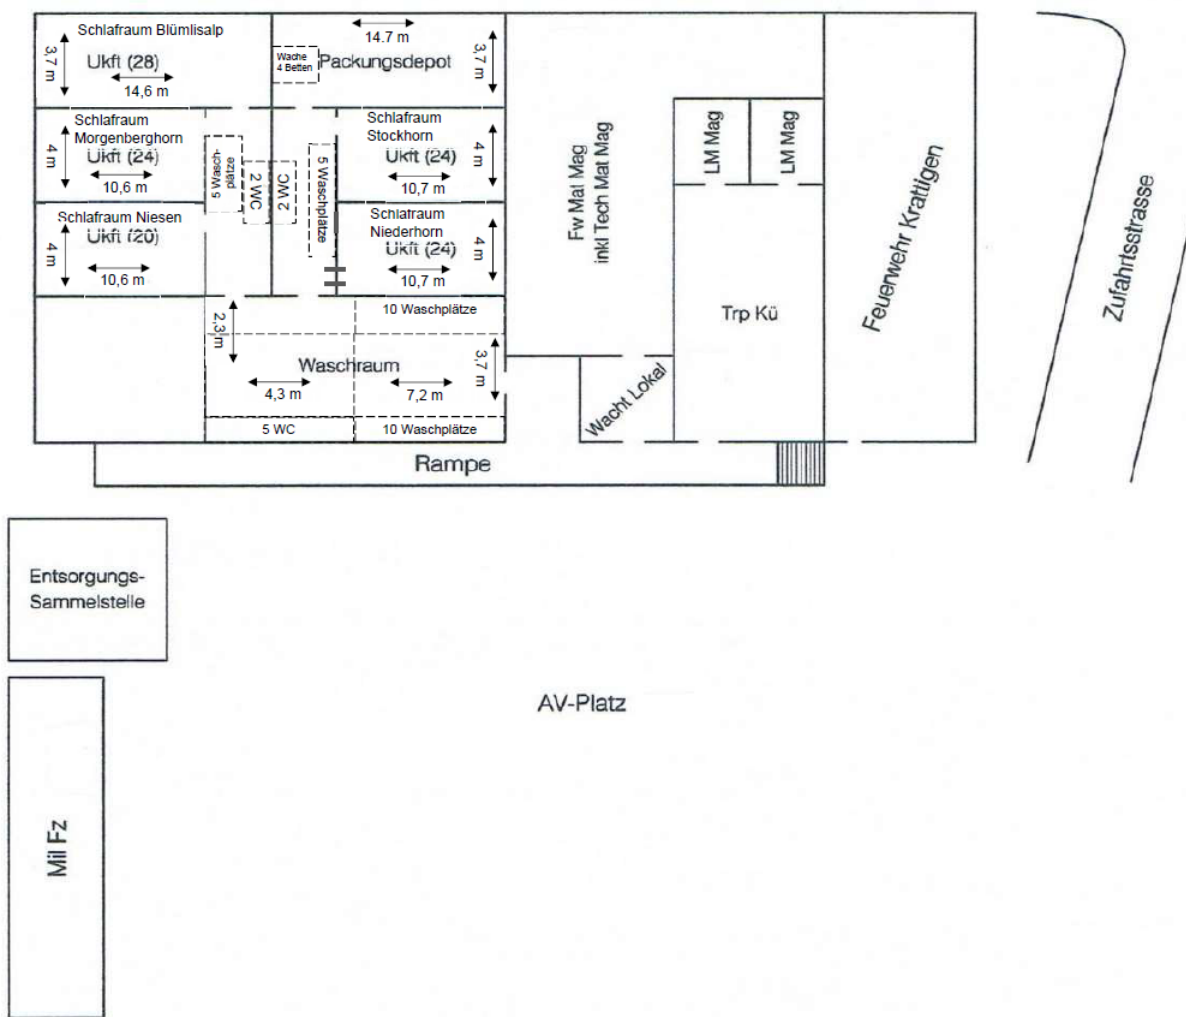 Schlafraum Blümlisalp
Ukft (28)
3,7 m
14,6 m
Wache
4 Betten
14.7 m
Packungsdepot
3,7 m
Schlafraum
Morgenberghorn
Ukft (24)
4 m
10,6 m
5 Wasch-
plätze
2 WC
2 WC
5 Waschplätze
Schlafraum
Stockhorn
Ukft (24)
4 m
10,7 m
Schlafraum Niesen
Ukft (20)
4 m
10,6 m
Schlafraum
Niederhorn
Ukft (24)
4 m
10,7 m
2,3 m
10 Waschplätze
Waschraum
4,3 m
7,2 m
3,7 m
5 WC
10 Waschplätze
Fw Mat Mag
inkl Tech Mat Mag
LM Mag
LM Mag
Trp Kü
Wacht Lokal
Feuerwehr Krattigen
Zufahrtsstrasse
Rampe
Entsorgungs-
Sammelstelle
AV-Platz
Mil Fz